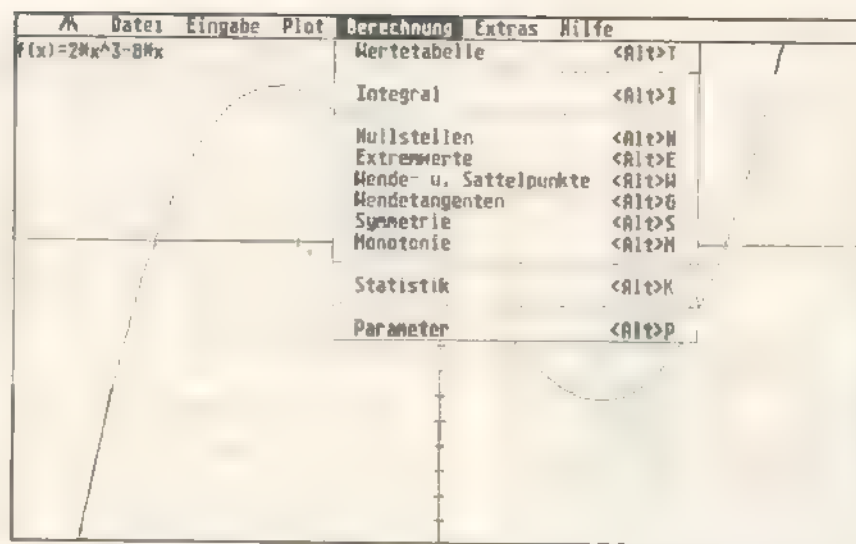 Datei Eingabe Plot Berechnung Extras Hilfe
f(x)=2*x^3-8*x
Wertetabelle <Alt>T
Integral <Alt>I
Nullstellen <Alt>N
Extremwerte <Alt>E
Wende- u. Sattelpunkte <Alt>W
Wendetangenten <Alt>G
Symmetrie <Alt>S
Monotonie <Alt>M
Statistik <Alt>K
Parameter <Alt>P